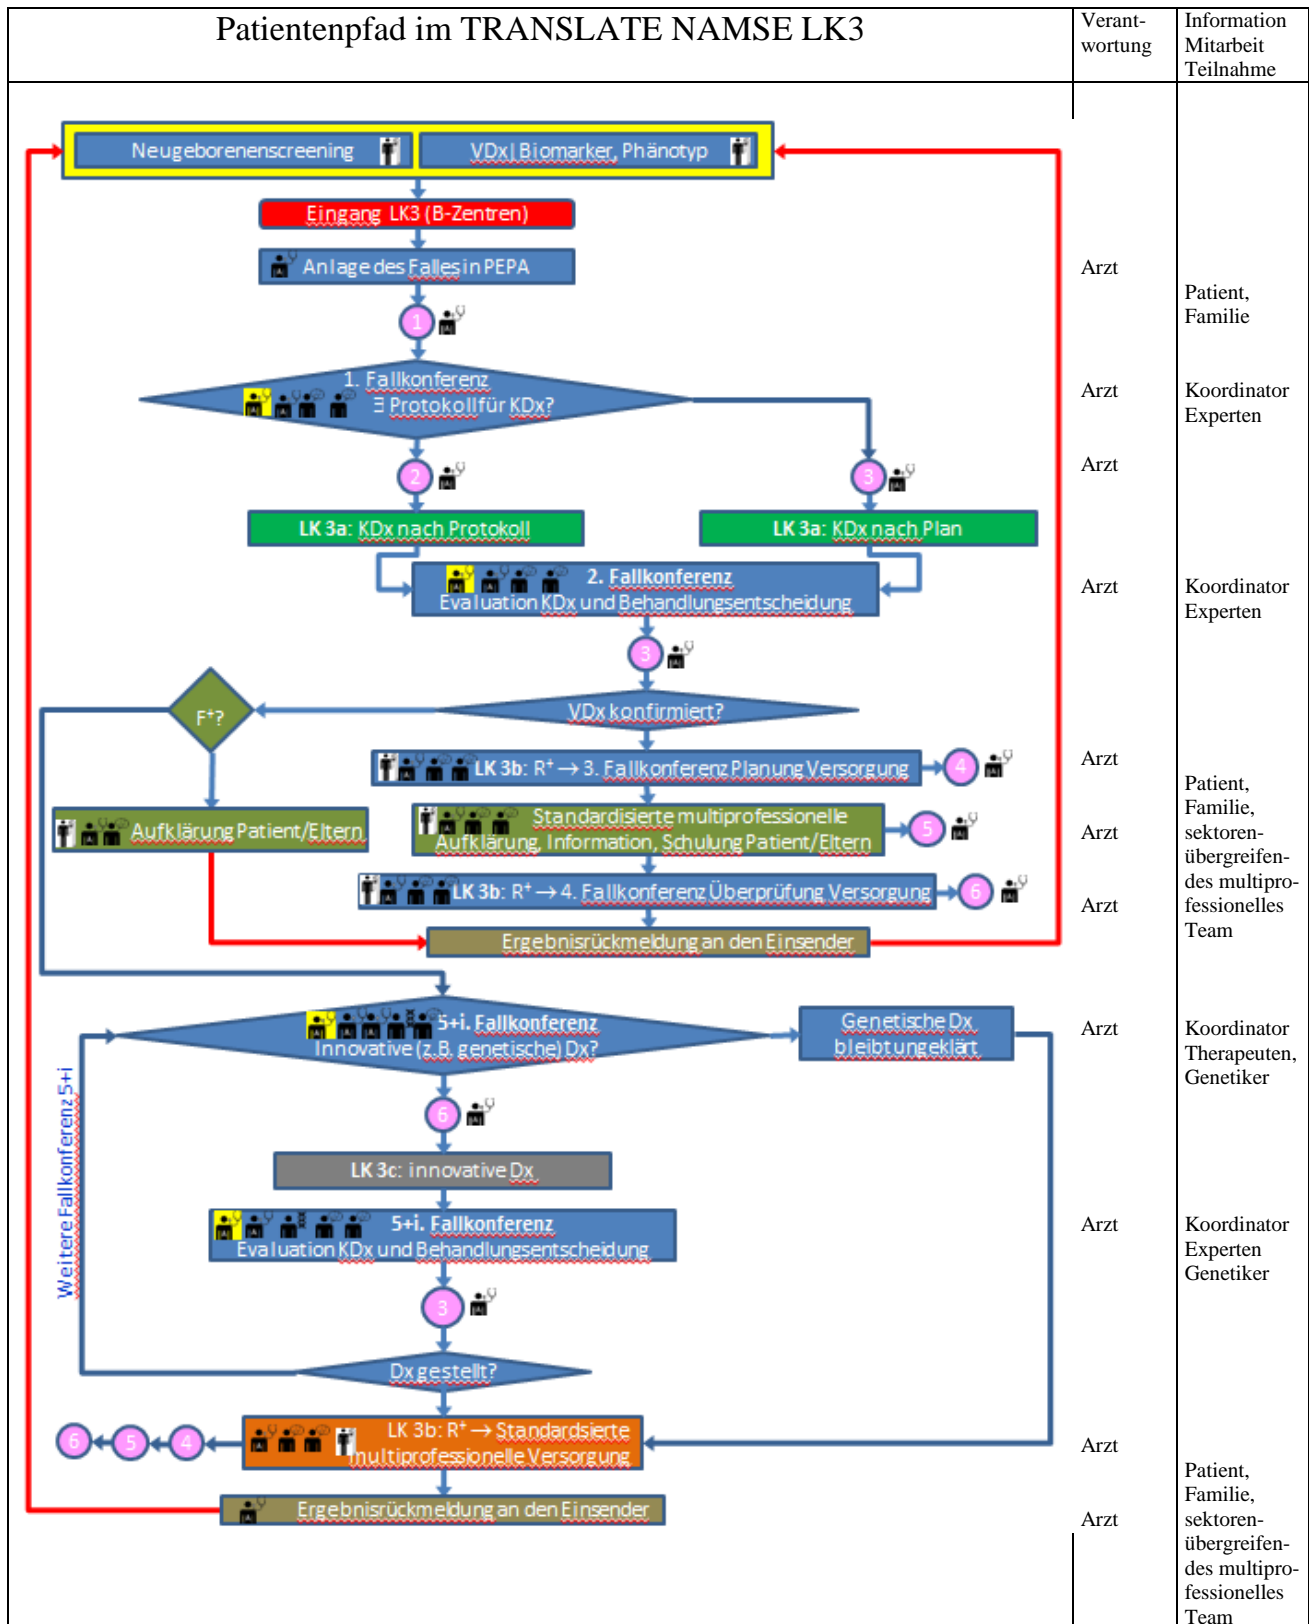 Patientenpfad im TRANSLATE NAMSE LK3
Verant-
wortung
Information
Mitarbeit
Teilnahme
Neugeborenenscreening
VDx| Biomarker, Phänotyp
Eingang LK3 (B-Zentren)
Anlage des Falles in PEPA
Arzt
Patient,
Familie
1
1. Fallkonferenz
∃ Protokoll für KDx?
Arzt
Koordinator
Experten
2
3
Arzt
LK 3a: KDx nach Protokoll
LK 3a: KDx nach Plan
2. Fallkonferenz
Evaluation KDx und Behandlungsentscheidung
Arzt
Koordinator
Experten
3
F⁺?
VDx konfirmiert?
LK 3b: R⁺ → 3. Fallkonferenz Planung Versorgung
4
Arzt
Aufklärung Patient/Eltern
Standardisierte multiprofessionelle
Aufklärung, Information, Schulung Patient/Eltern
5
Arzt
LK 3b: R⁺ → 4. Fallkonferenz Überprüfung Versorgung
6
Arzt
Patient,
Familie,
sektoren-
übergreifen-
des multipro-
fessionelles
Team
Ergebnisrückmeldung an den Einsender
5+i. Fallkonferenz
Innovative (z.B. genetische) Dx?
Genetische Dx
bleibt ungeklärt
Arzt
Koordinator
Therapeuten,
Genetiker
Weitere Fallkonferenz 5+i
6
LK 3c: innovative Dx
5+i. Fallkonferenz
Evaluation KDx und Behandlungsentscheidung
Arzt
Koordinator
Experten
Genetiker
3
Dx gestellt?
6
5
4
LK 3b: R⁺ → Standardsierte
multiprofessionelle Versorgung
Arzt
Ergebnisrückmeldung an den Einsender
Arzt
Patient,
Familie,
sektoren-
übergreifen-
des multipro-
fessionelles
Team